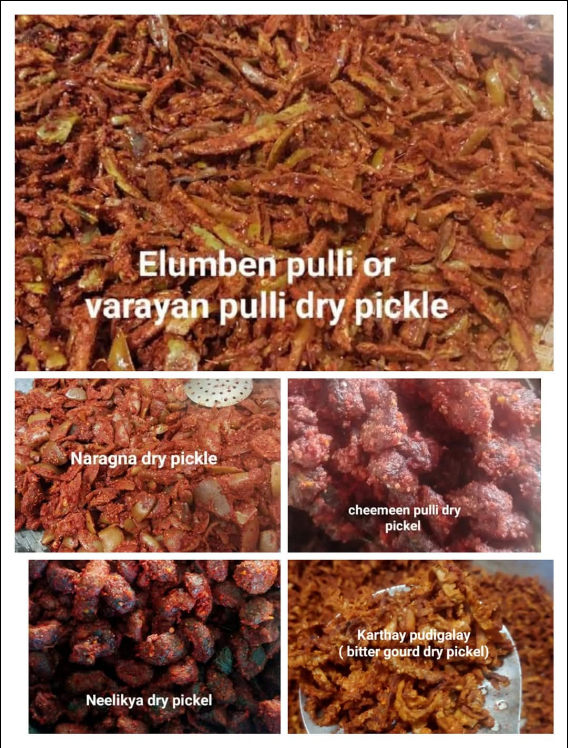 Elumben pulli or
varayan pulli dry pickle
Naragna dry pickle
cheemeen pulli dry
pickel
Neelikya dry pickel
Karthay pudigalay
( bitter gourd dry pickel)